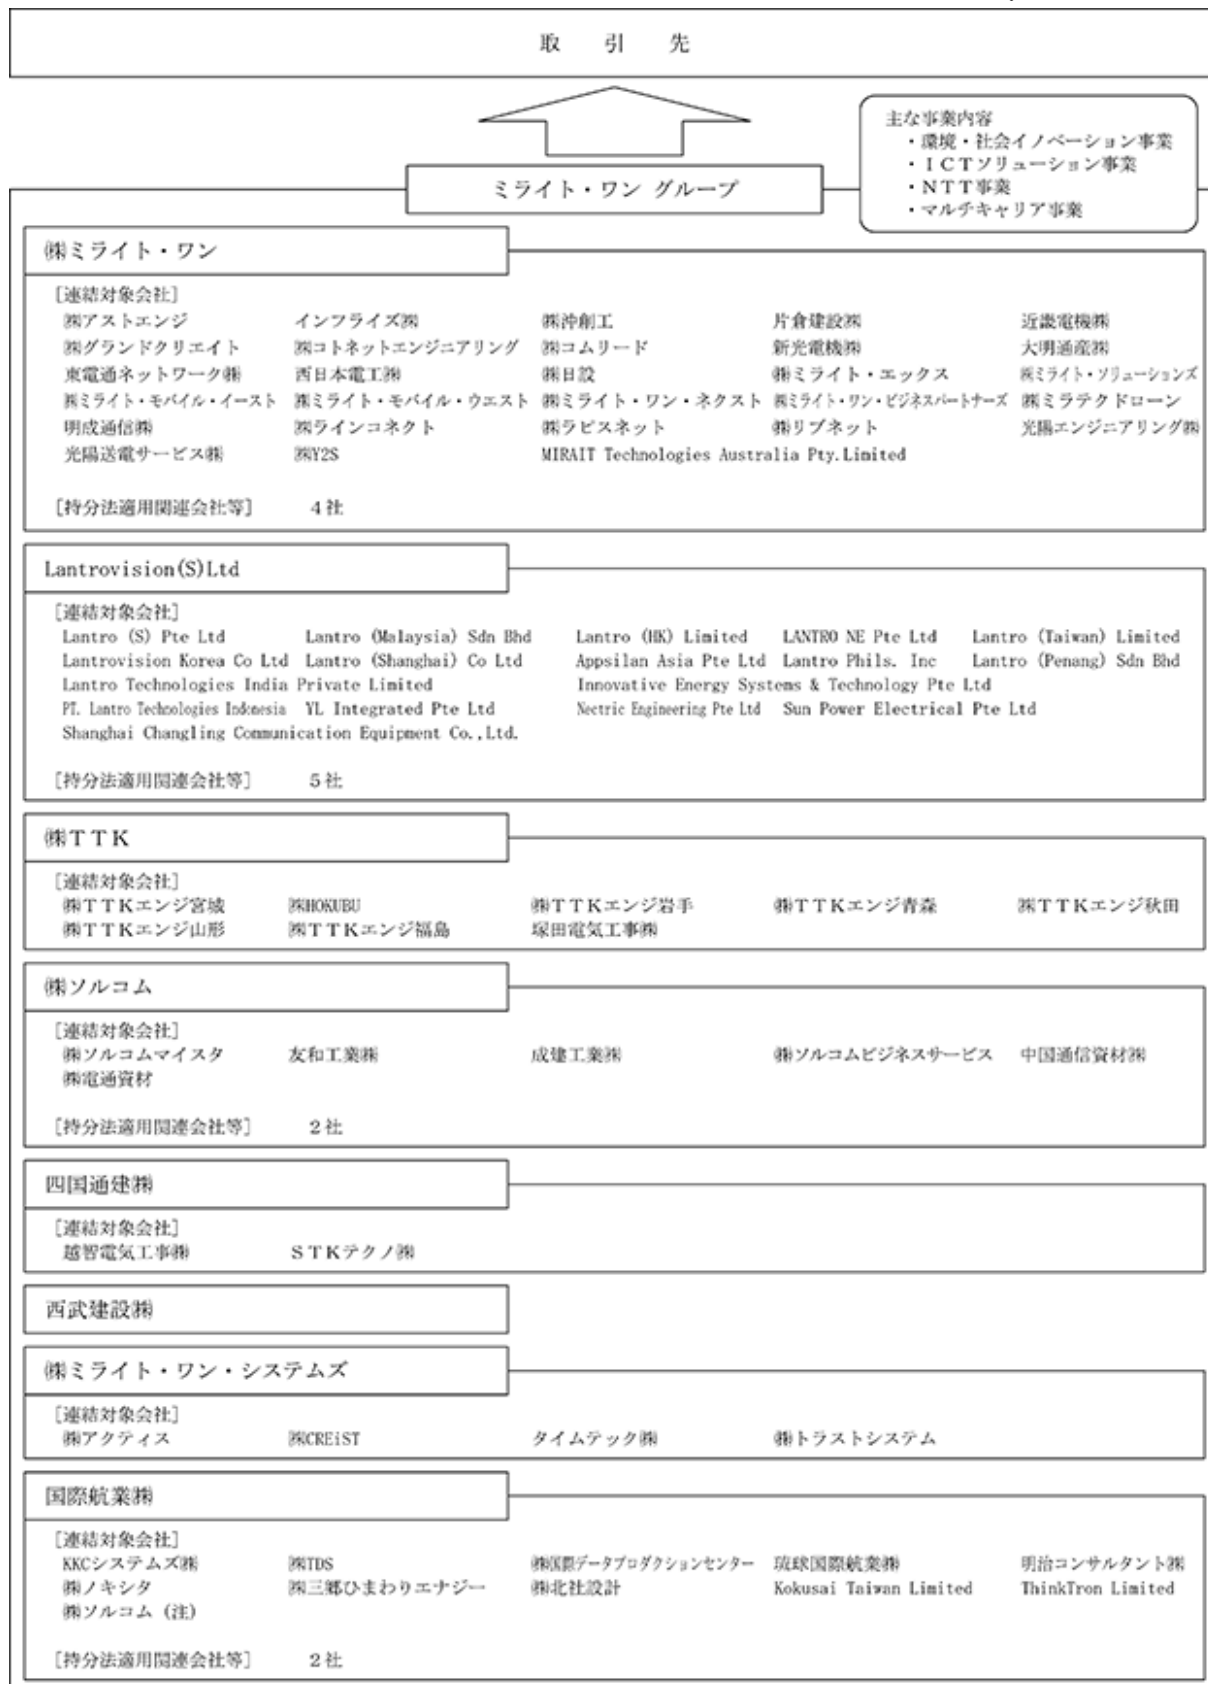 取引先
主な事業内容
・環境・社会イノベーション事業
・ICTソリューション事業
・NTT事業
・マルチキャリア事業
ミライト・ワン グループ
㈱ミライト・ワン
[連結対象会社]
㈱アストエンジ インフライズ㈱ ㈱沖創工 片倉建設㈱ 近畿電機㈱
㈱グランドクリエイト ㈱コトネットエンジニアリング ㈱コムリード 新光電機㈱ 大明通産㈱
東電通ネットワーク㈱ 西日本電工㈱ ㈱日設 ㈱ミライト・エックス ㈱ミライト・ソリューションズ
㈱ミライト・モバイル・イースト ㈱ミライト・モバイル・ウエスト ㈱ミライト・ワン・ネクスト ㈱ミライト・ワン・ビジネスパートナーズ ㈱ミラテクドローン
明成通信㈱ ㈱ラインコネクト ㈱ラピスネット ㈱リブネット 光陽エンジニアリング㈱
光陽送電サービス㈱ ㈱Y2S MIRAIT Technologies Australia Pty.Limited
[持分法適用関連会社等] 4社
Lantrovision(S)Ltd
[連結対象会社]
Lantro (S) Pte Ltd Lantro (Malaysia) Sdn Bhd Lantro (HK) Limited LANTRO NE Pte Ltd Lantro (Taiwan) Limited
Lantrovision Korea Co Ltd Lantro (Shanghai) Co Ltd Appsilan Asia Pte Ltd Lantro Phils. Inc Lantro (Penang) Sdn Bhd
Lantro Technologies India Private Limited Innovative Energy Systems & Technology Pte Ltd
PT. Lantro Technologies Indonesia YL Integrated Pte Ltd Nectric Engineering Pte Ltd Sun Power Electrical Pte Ltd
Shanghai Changling Communication Equipment Co.,Ltd.
[持分法適用関連会社等] 5社
㈱TTK
[連結対象会社]
㈱TTKエンジ宮城 ㈱HOKUBU ㈱TTKエンジ岩手 ㈱TTKエンジ青森 ㈱TTKエンジ秋田
㈱TTKエンジ山形 ㈱TTKエンジ福島 塚田電気工事㈱
㈱ソルコム
[連結対象会社]
㈱ソルコムマイスタ 友和工業㈱ 成建工業㈱ ㈱ソルコムビジネスサービス 中国通信資材㈱
㈱電通資材
[持分法適用関連会社等] 2社
四国通建㈱
[連結対象会社]
越智電気工事㈱ STKテクノ㈱
西武建設㈱
㈱ミライト・ワン・システムズ
[連結対象会社]
㈱アクティス ㈱CREiST タイムテック㈱ ㈱トラストシステム
国際航業㈱
[連結対象会社]
KKCシステムズ㈱ ㈱TDS ㈱国際データプロダクションセンター 琉球国際航業㈱ 明治コンサルタント㈱
㈱ノキシタ ㈱三郷ひまわりエナジー ㈱北社設計 Kokusai Taiwan Limited ThinkTron Limited
㈱ソルコム (注)
[持分法適用関連会社等] 2社